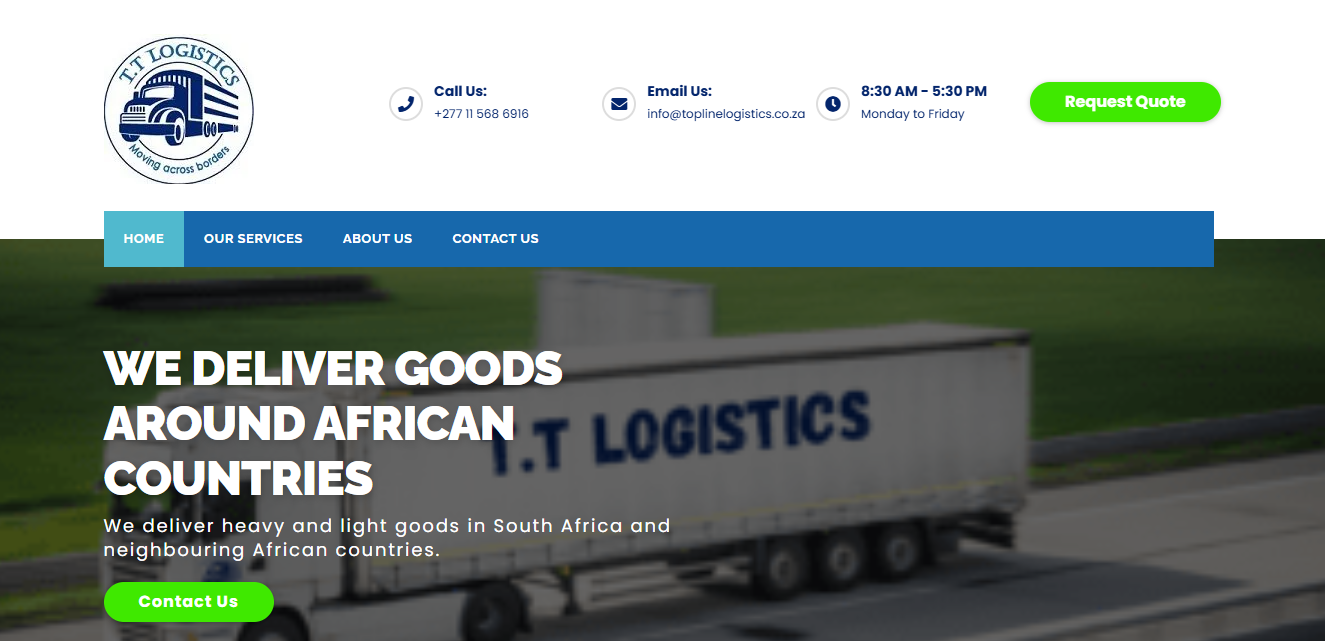 T.T LOGISTICS
Moving across borders
Call Us:
+277 11 568 6916
Email Us:
info@toplinelogistics.co.za
8:30 AM - 5:30 PM
Monday to Friday
Request Quote
HOME
OUR SERVICES
ABOUT US
CONTACT US
WE DELIVER GOODS
AROUND AFRICAN
COUNTRIES
T.T LOGISTICS
We deliver heavy and light goods in South Africa and
neighbouring African countries.
Contact Us